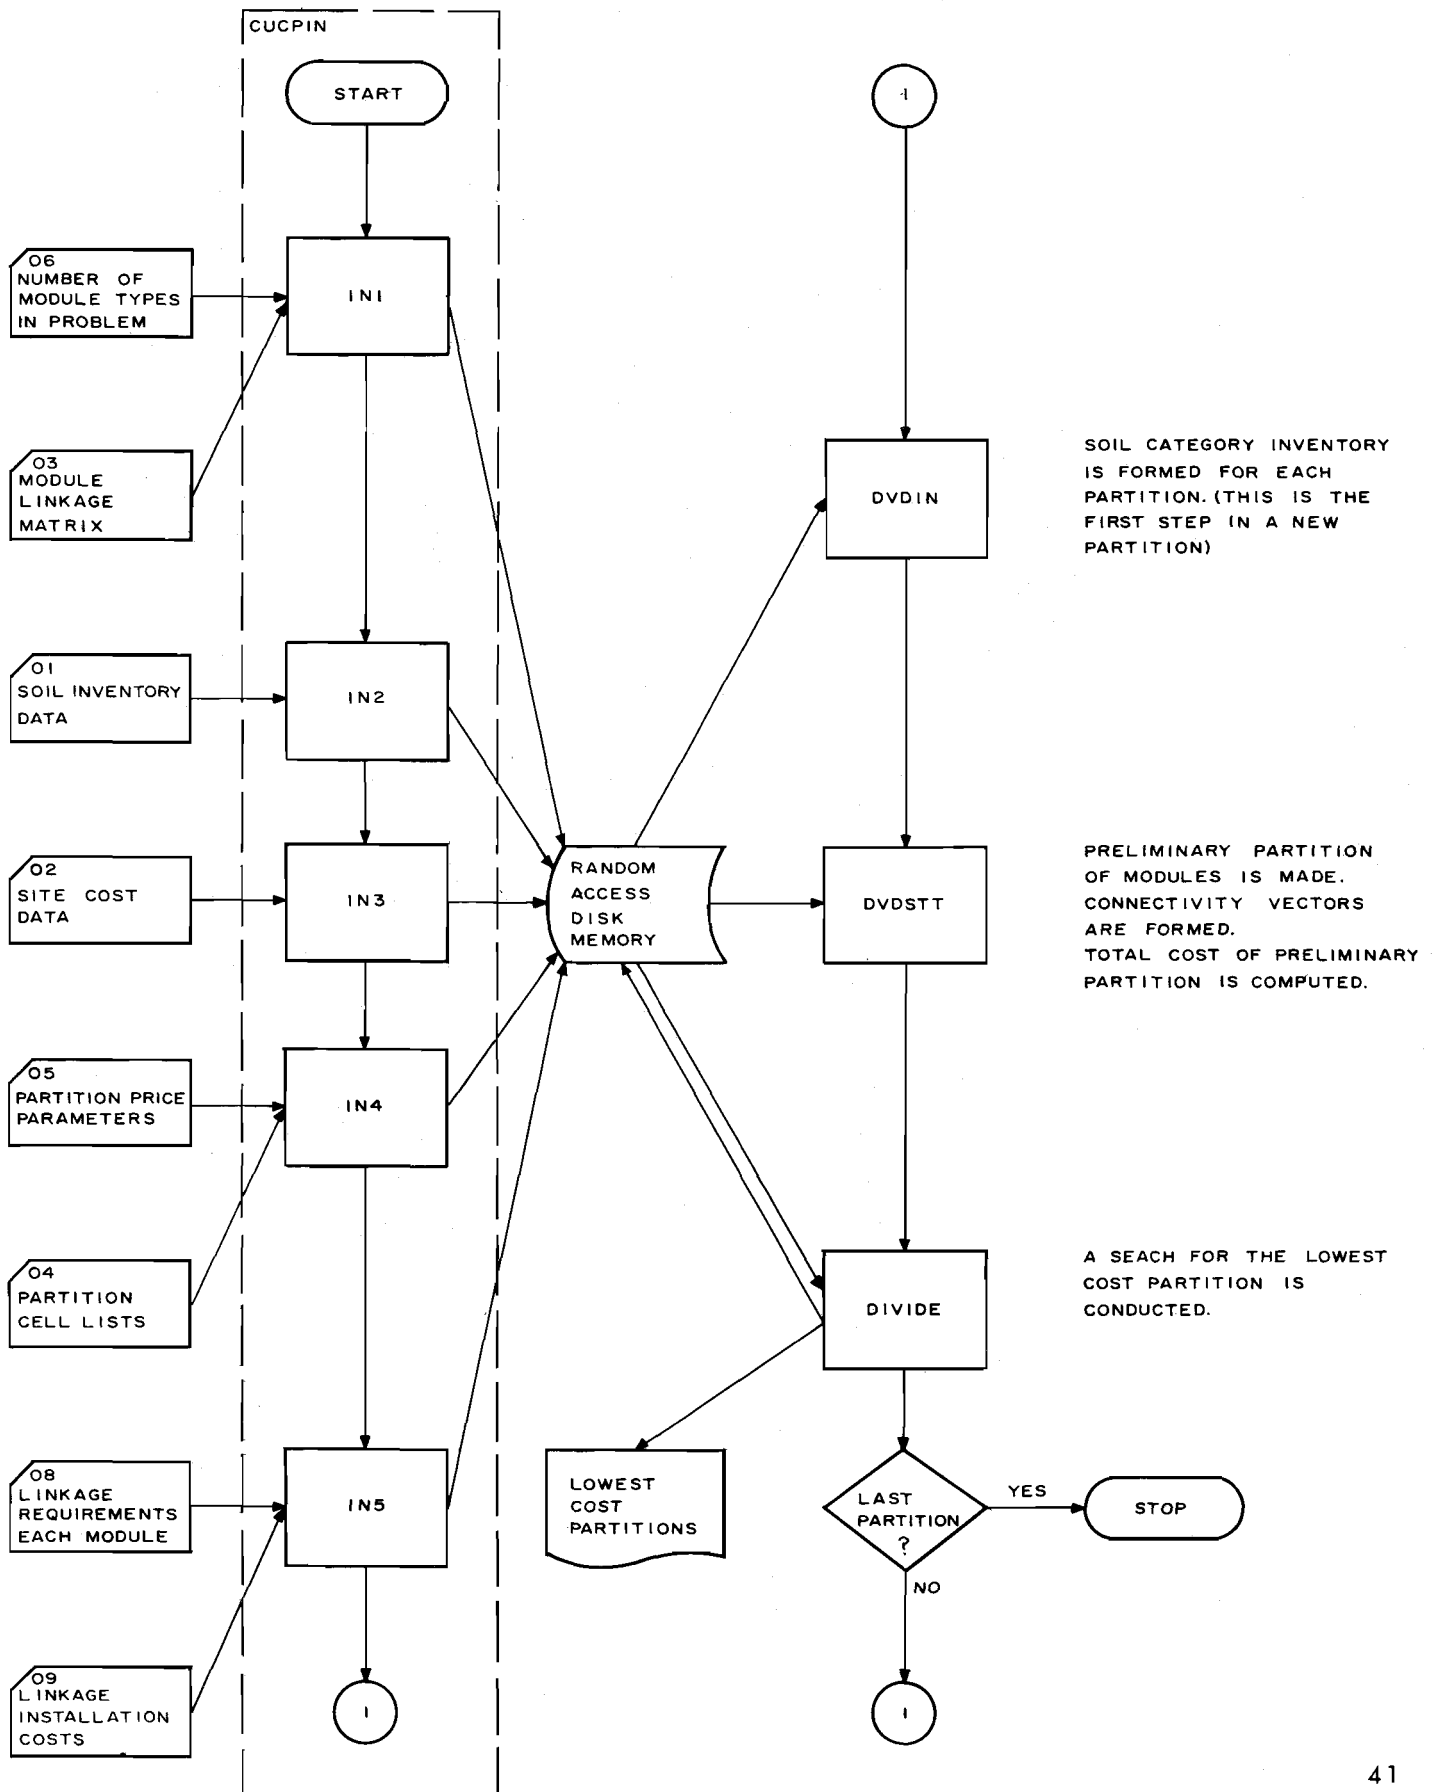 CUCPIN
START
06
NUMBER OF
MODULE TYPES
IN PROBLEM
IN1
03
MODULE
LINKAGE
MATRIX
01
SOIL INVENTORY
DATA
IN2
02
SITE COST
DATA
IN3
05
PARTITION PRICE
PARAMETERS
IN4
04
PARTITION
CELL LISTS
08
LINKAGE
REQUIREMENTS
EACH MODULE
IN5
09
LINKAGE
INSTALLATION
COSTS
1
RANDOM
ACCESS
DISK
MEMORY
LOWEST
COST
PARTITIONS
1
DVDIN
SOIL CATEGORY INVENTORY
IS FORMED FOR EACH
PARTITION. (THIS IS THE
FIRST STEP IN A NEW
PARTITION)
DVDSTT
PRELIMINARY PARTITION
OF MODULES IS MADE.
CONNECTIVITY VECTORS
ARE FORMED.
TOTAL COST OF PRELIMINARY
PARTITION IS COMPUTED.
DIVIDE
A SEACH FOR THE LOWEST
COST PARTITION IS
CONDUCTED.
LAST
PARTITION
?
YES
STOP
NO
1
41